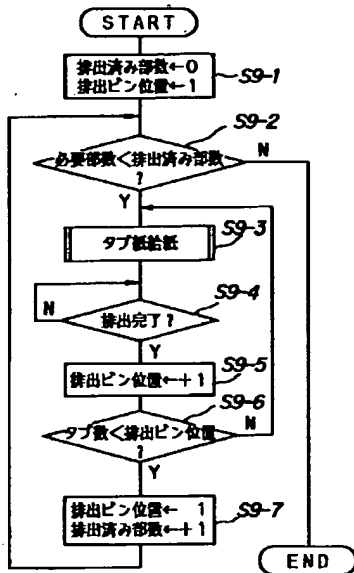 START
排出済み部数←0
排出ビン位置←1
S9-1
S9-2
必要部数<排出済み部数
?
N
Y
S9-3
タブ紙給紙
S9-4
N
排出完了?
Y
S9-5
排出ビン位置←+1
S9-6
タブ数<排出ビン位置
?
N
Y
排出ビン位置← 1
排出済み部数←+1
S9-7
END